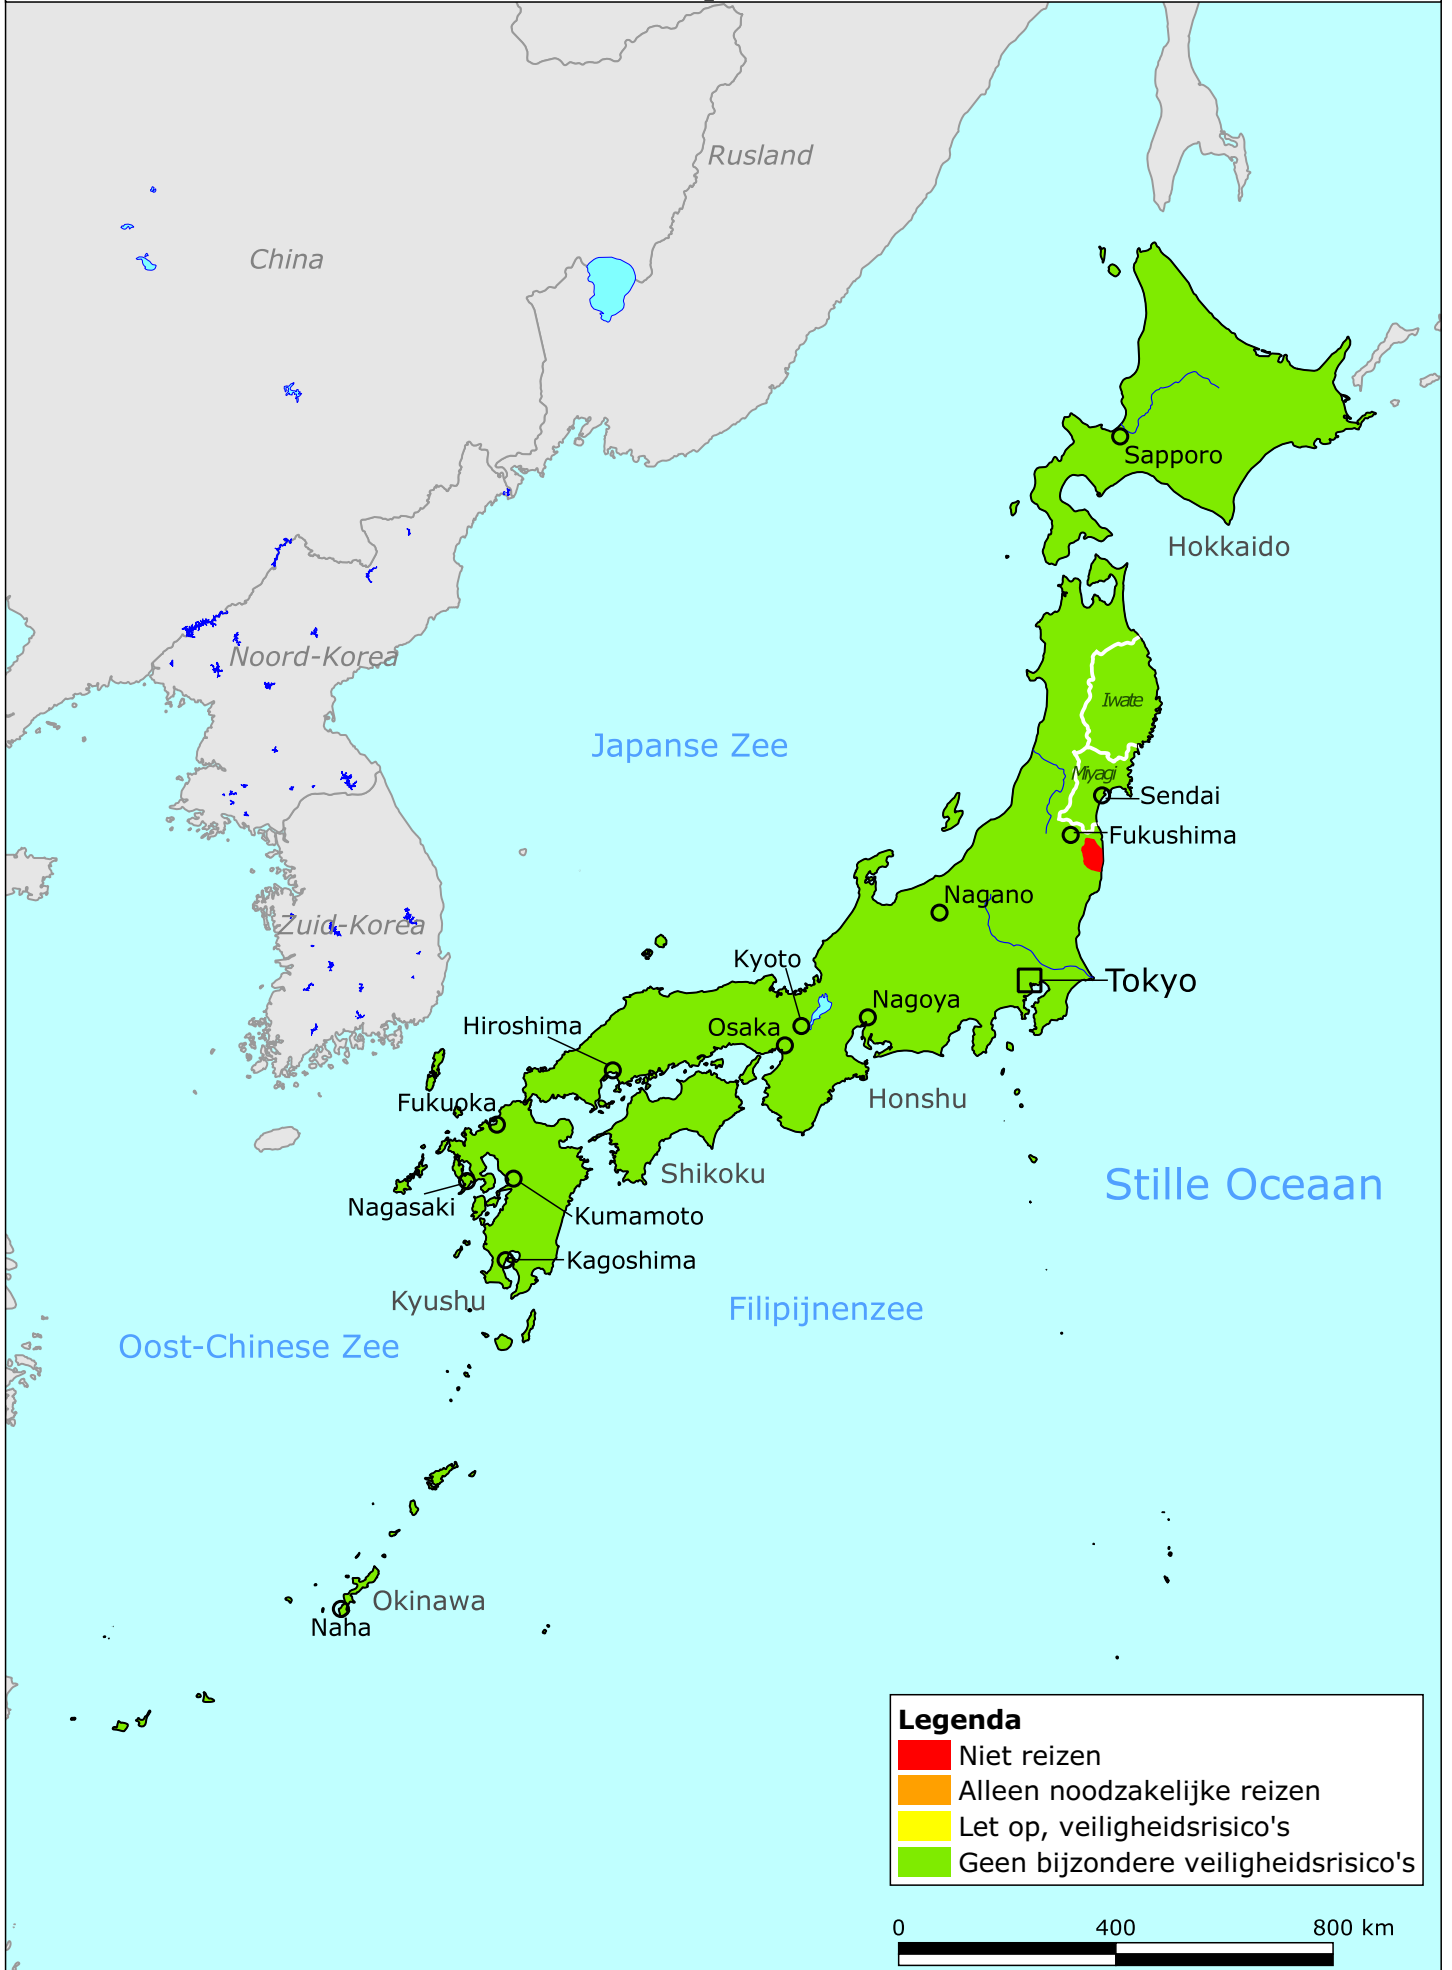 Rusland
China
Sapporo
Hokkaido
Noord-Korea
Iwate
Japanse Zee
Miyagi
Sendai
Fukushima
Nagano
Zuid-Korea
Kyoto
Tokyo
Nagoya
Hiroshima
Osaka
Honshu
Fukuoka
Shikoku
Stille Oceaan
Nagasaki
Kumamoto
Kagoshima
Kyushu
Filipijnenzee
Oost-Chinese Zee
Okinawa
Naha
Legenda
Niet reizen
Alleen noodzakelijke reizen
Let op, veiligheidsrisico's
Geen bijzondere veiligheidsrisico's
0 400 800 km